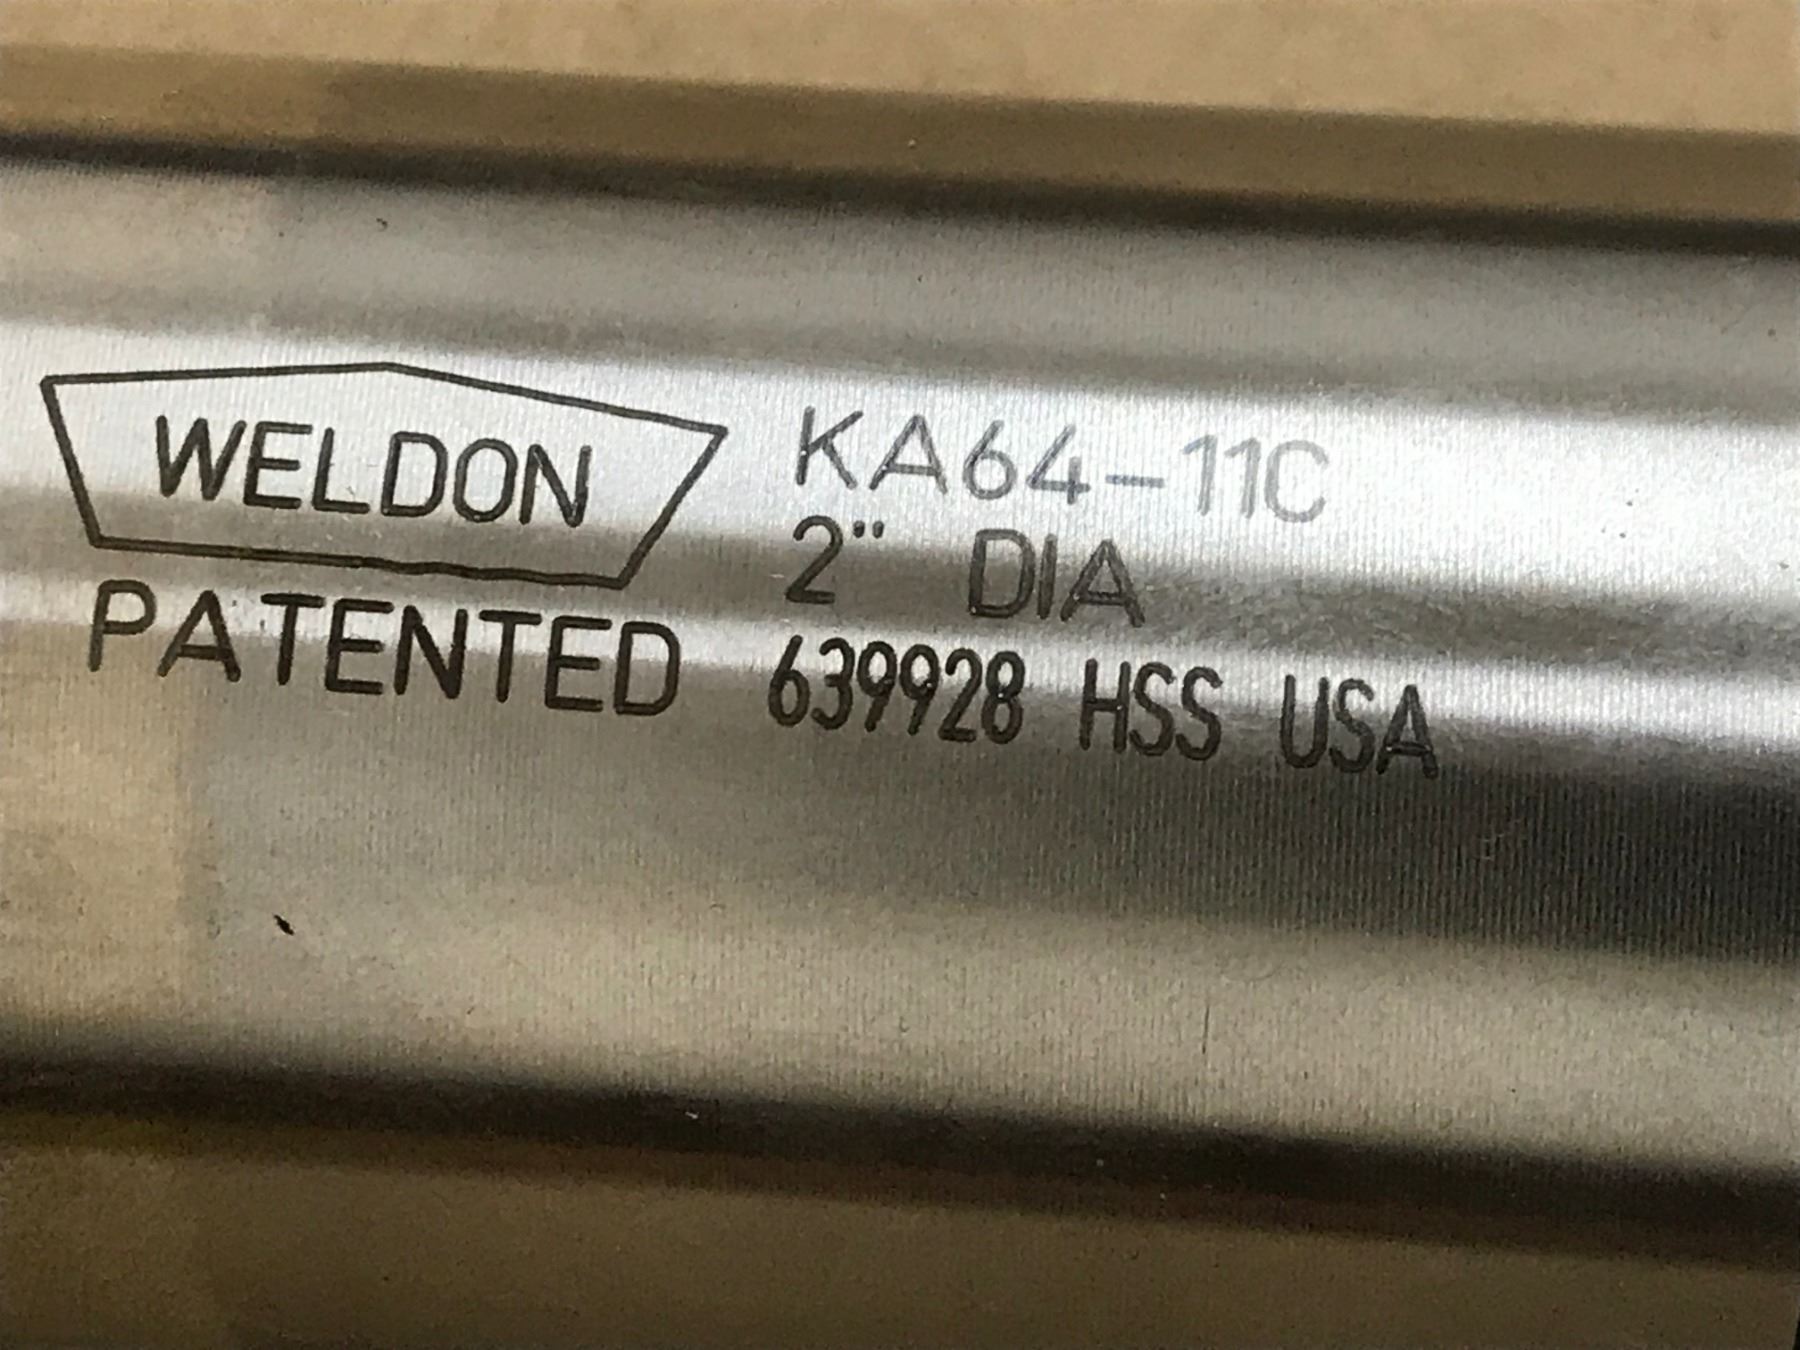 WELDON
KA64-11C
2" DIA
PATENTED 639928 HSS USA